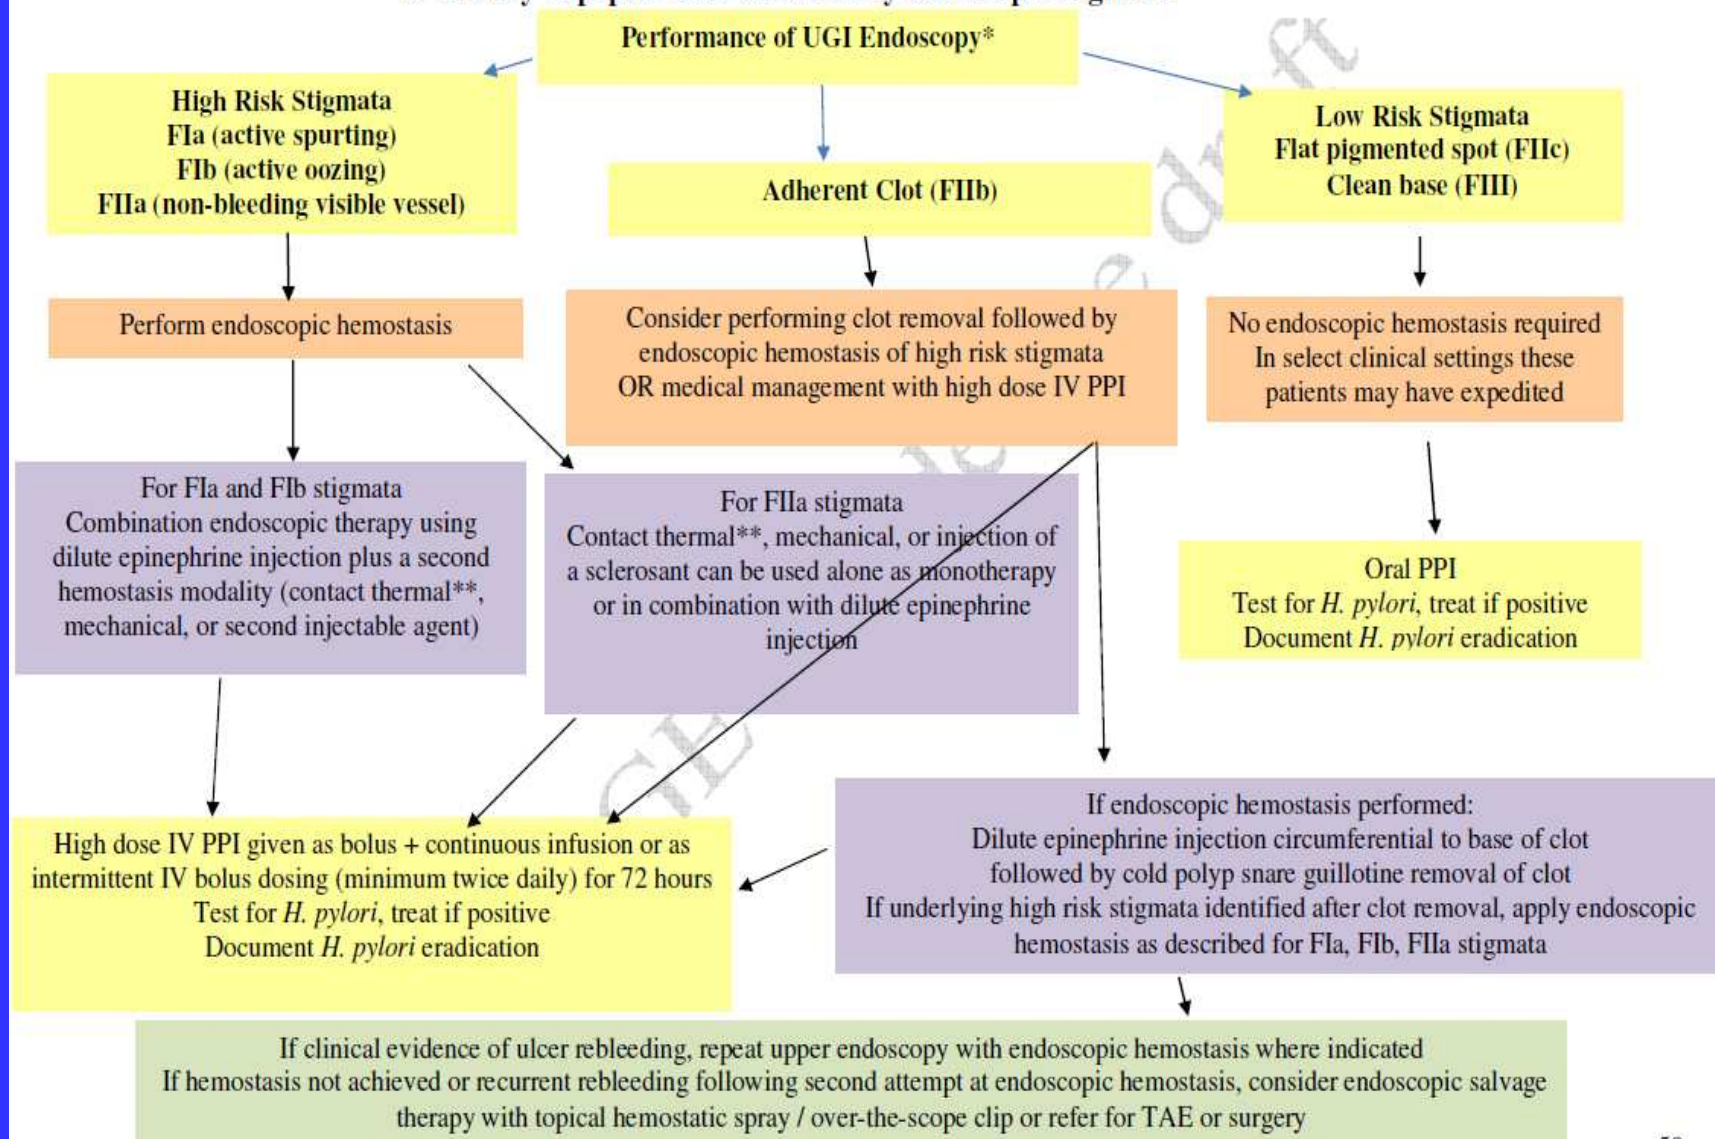 Performance of UGI Endoscopy*
High Risk Stigmata
FIa (active spurting)
FIb (active oozing)
FIIa (non-bleeding visible vessel)
Adherent Clot (FIIb)
Low Risk Stigmata
Flat pigmented spot (FIIc)
Clean base (FIII)
Perform endoscopic hemostasis
Consider performing clot removal followed by
endoscopic hemostasis of high risk stigmata
OR medical management with high dose IV PPI
No endoscopic hemostasis required
In select clinical settings these
patients may have expedited
For FIa and FIb stigmata
Combination endoscopic therapy using
dilute epinephrine injection plus a second
hemostasis modality (contact thermal**,
mechanical, or second injectable agent)
For FIIa stigmata
Contact thermal**, mechanical, or injection of
a sclerosant can be used alone as monotherapy
or in combination with dilute epinephrine
injection
Oral PPI
Test for H. pylori, treat if positive
Document H. pylori eradication
High dose IV PPI given as bolus + continuous infusion or as
intermittent IV bolus dosing (minimum twice daily) for 72 hours
Test for H. pylori, treat if positive
Document H. pylori eradication
If endoscopic hemostasis performed:
Dilute epinephrine injection circumferential to base of clot
followed by cold polyp snare guillotine removal of clot
If underlying high risk stigmata identified after clot removal, apply endoscopic
hemostasis as described for FIa, FIb, FIIa stigmata
If clinical evidence of ulcer rebleeding, repeat upper endoscopy with endoscopic hemostasis where indicated
If hemostasis not achieved or recurrent rebleeding following second attempt at endoscopic hemostasis, consider endoscopic salvage
therapy with topical hemostatic spray / over-the-scope clip or refer for TAE or surgery